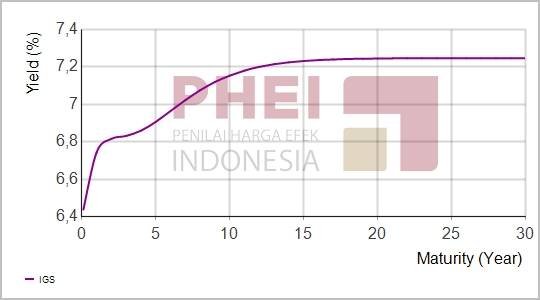 Yield (%)
7,4
7,2
7
6,8
6,6
6,4
PHEI
PENILAI HARGA EFEK
INDONESIA
0 5 10 15 20 25 30
Maturity (Year)
IGS